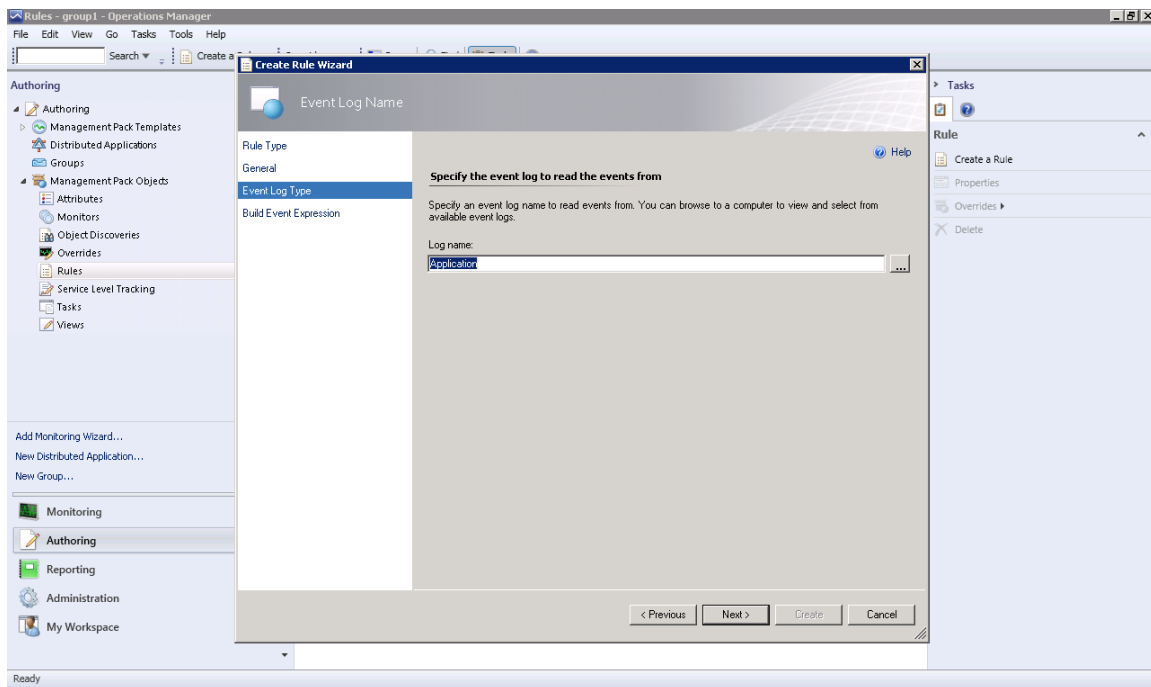 Rules - group1 - Operations Manager
File Edit View Go Tasks Tools Help
Search Create a
Authoring
Authoring
Management Pack Templates
Distributed Applications
Groups
Management Pack Objects
Attributes
Monitors
Object Discoveries
Overrides
Rules
Service Level Tracking
Tasks
Views
Add Monitoring Wizard...
New Distributed Application...
New Group...
Monitoring
Authoring
Reporting
Administration
My Workspace
Ready
Create Rule Wizard
Event Log Name
Rule Type
General
Event Log Type
Build Event Expression
Help
Specify the event log to read the events from
Specify an event log name to read events from. You can browse to a computer to view and select from
available event logs.
Log name:
Application
...
< Previous Next > Create Cancel
Tasks
Rule
Create a Rule
Properties
Overrides
Delete